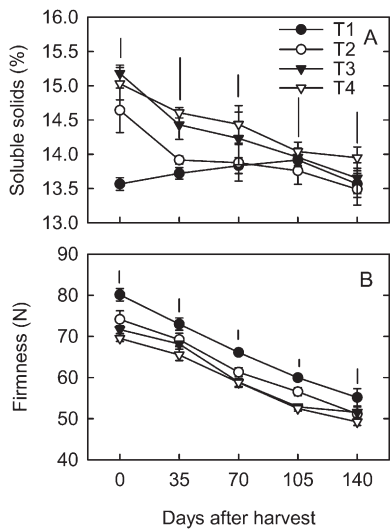 16.0
15.5
15.0
14.5
14.0
13.5
13.0
Soluble solids (%)
A
T1
T2
T3
T4
90
80
70
60
50
40
Firmness (N)
B
0 35 70 105 140
Days after harvest